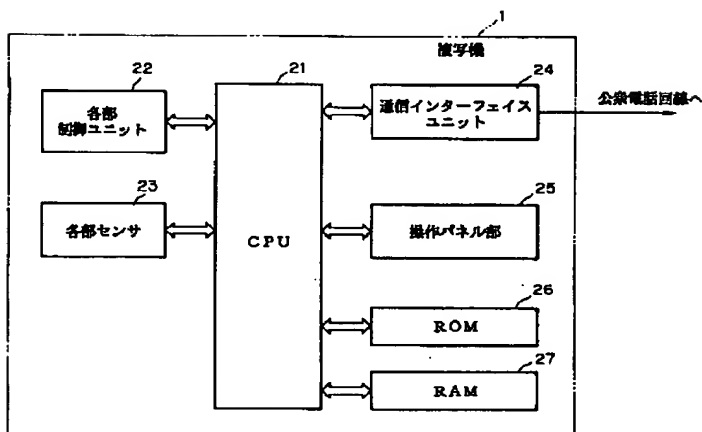 1
複写機
22
各部
制御ユニット
23
各部センサ
21
CPU
24
通信インターフェイス
ユニット
公衆電話回線へ
25
操作パネル部
26
ROM
27
RAM